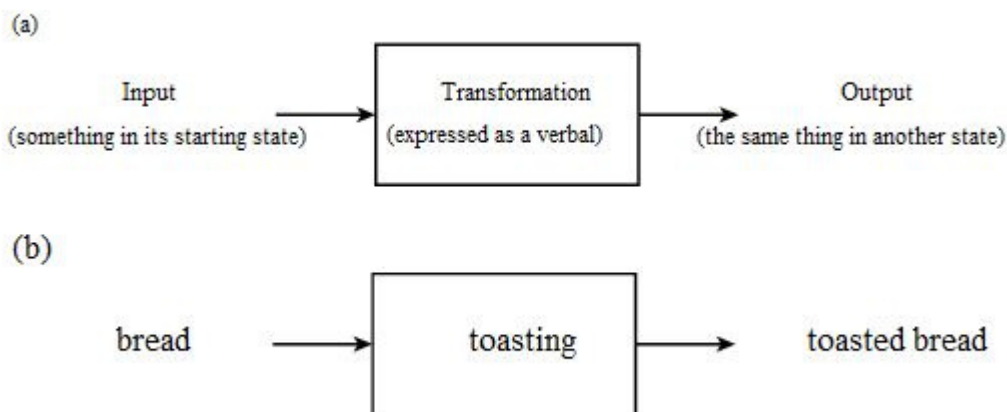 (a)
Input
(something in its starting state)
Transformation
(expressed as a verbal)
Output
(the same thing in another state)
(b)
bread
toasting
toasted bread